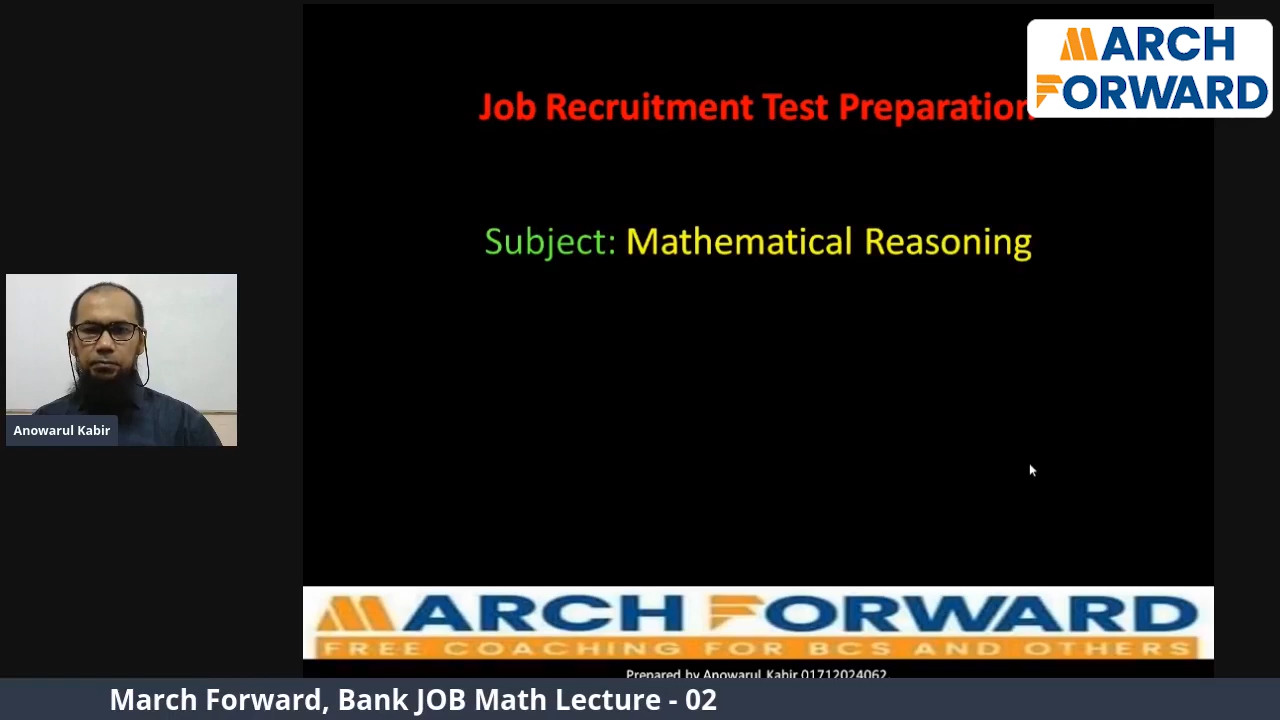 MARCH
FORWARD
Job Recruitment Test Preparation
Subject: Mathematical Reasoning
Anowarul Kabir
MARCH FORWARD
FREE COACHING FOR BCS AND OTHERS
Prepared by Anowarul Kabir 01712024062
March Forward, Bank JOB Math Lecture - 02